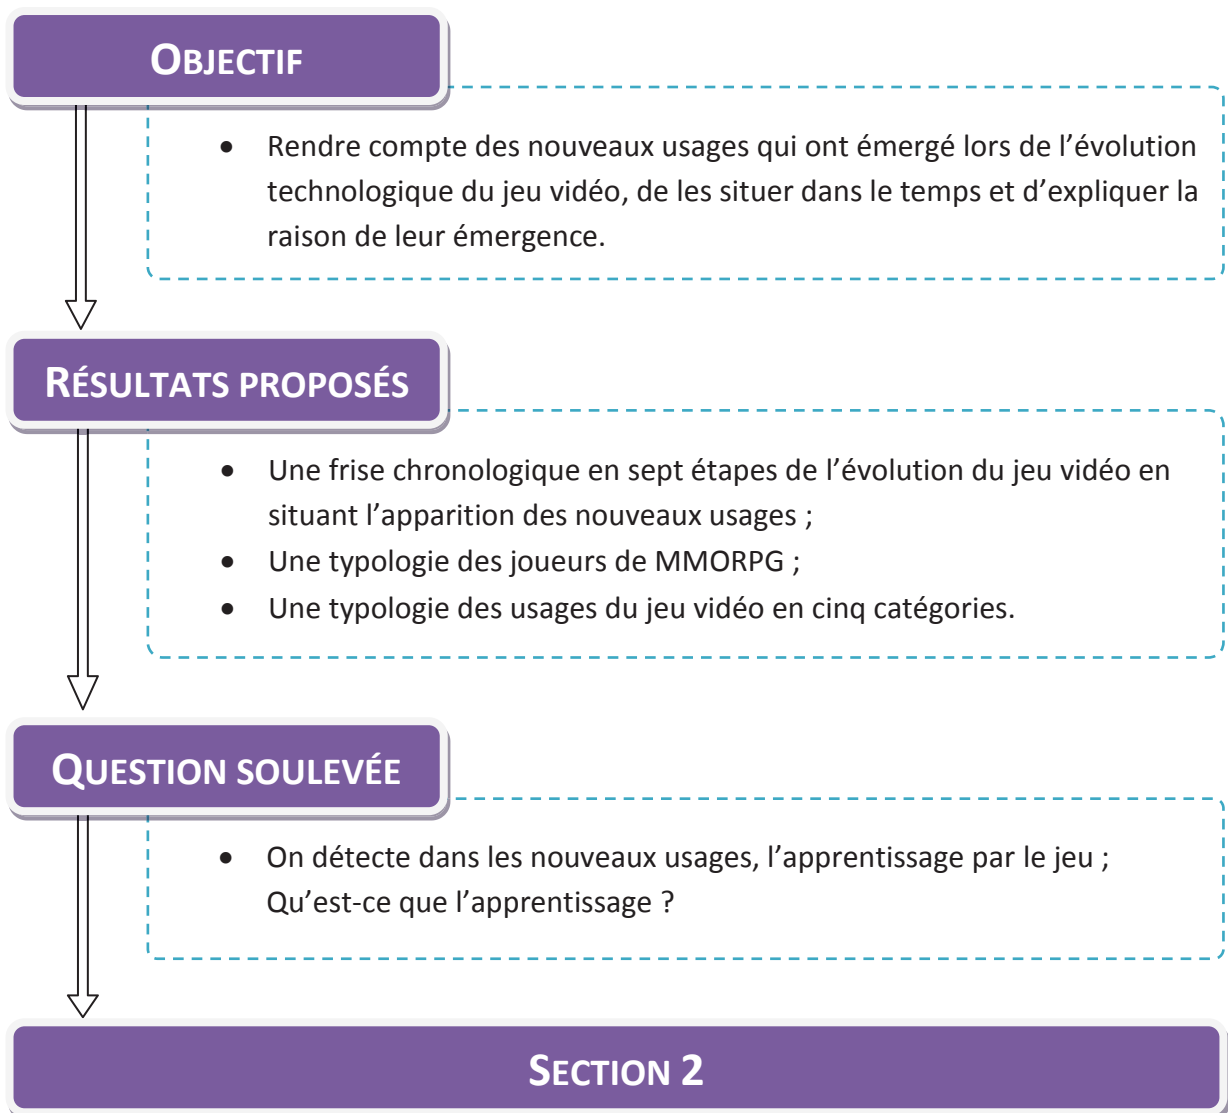 OBJECTIF
• Rendre compte des nouveaux usages qui ont émergé lors de l’évolution
technologique du jeu vidéo, de les situer dans le temps et d’expliquer la
raison de leur émergence.
RÉSULTATS PROPOSÉS
• Une frise chronologique en sept étapes de l’évolution du jeu vidéo en
situant l’apparition des nouveaux usages ;
• Une typologie des joueurs de MMORPG ;
• Une typologie des usages du jeu vidéo en cinq catégories.
QUESTION SOULEVÉE
• On détecte dans les nouveaux usages, l’apprentissage par le jeu ;
Qu’est-ce que l’apprentissage ?
SECTION 2